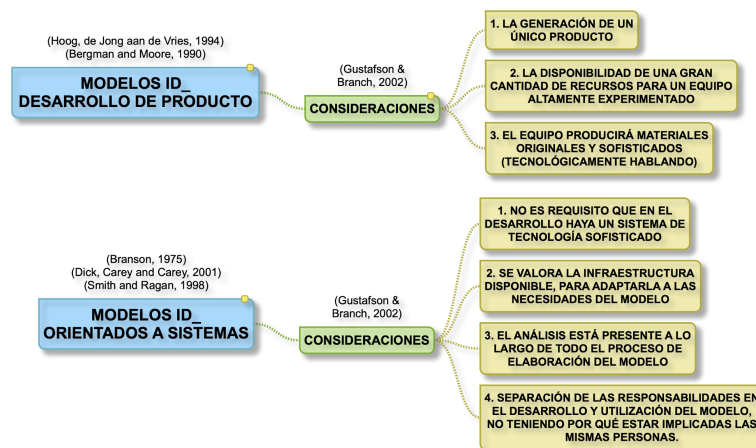 (Hoog, de Jong aan de Vries, 1994)
(Bergman and Moore, 1990)
MODELOS ID_
DESARROLLO DE PRODUCTO
(Gustafson &
Branch, 2002)
CONSIDERACIONES
1. LA GENERACIÓN DE UN
ÚNICO PRODUCTO
2. LA DISPONIBILIDAD DE UNA GRAN
CANTIDAD DE RECURSOS PARA UN EQUIPO
ALTAMENTE EXPERIMENTADO
3. EL EQUIPO PRODUCIRÁ MATERIALES
ORIGINALES Y SOFISTICADOS
(TECNOLÓGICAMENTE HABLANDO)
(Branson, 1975)
(Dick, Carey and Carey, 2001)
(Smith and Ragan, 1998)
MODELOS ID_
ORIENTADOS A SISTEMAS
(Gustafson &
Branch, 2002)
CONSIDERACIONES
1. NO ES REQUISITO QUE EN EL
DESARROLLO HAYA UN SISTEMA DE
TECNOLOGÍA SOFISTICADO
2. SE VALORA LA INFRAESTRUCTURA
DISPONIBLE, PARA ADAPTARLA A LAS
NECESIDADES DEL MODELO
3. EL ANÁLISIS ESTÁ PRESENTE A LO
LARGO DE TODO EL PROCESO DE
ELABORACIÓN DEL MODELO
4. SEPARACIÓN DE LAS RESPONSABILIDADES EN
EL DESARROLLO Y UTILIZACIÓN DEL MODELO,
NO TENIENDO POR QUÉ ESTAR IMPLICADAS LAS
MISMAS PERSONAS.